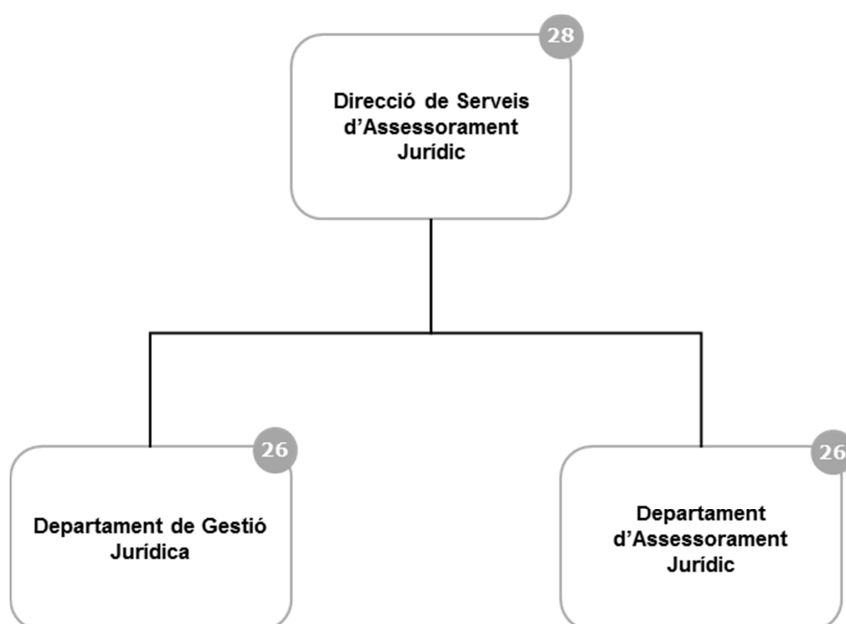 28
Direcció de Serveis
d’Assessorament
Jurídic
26
Departament de Gestió
Jurídica
26
Departament
d’Assessorament
Jurídic